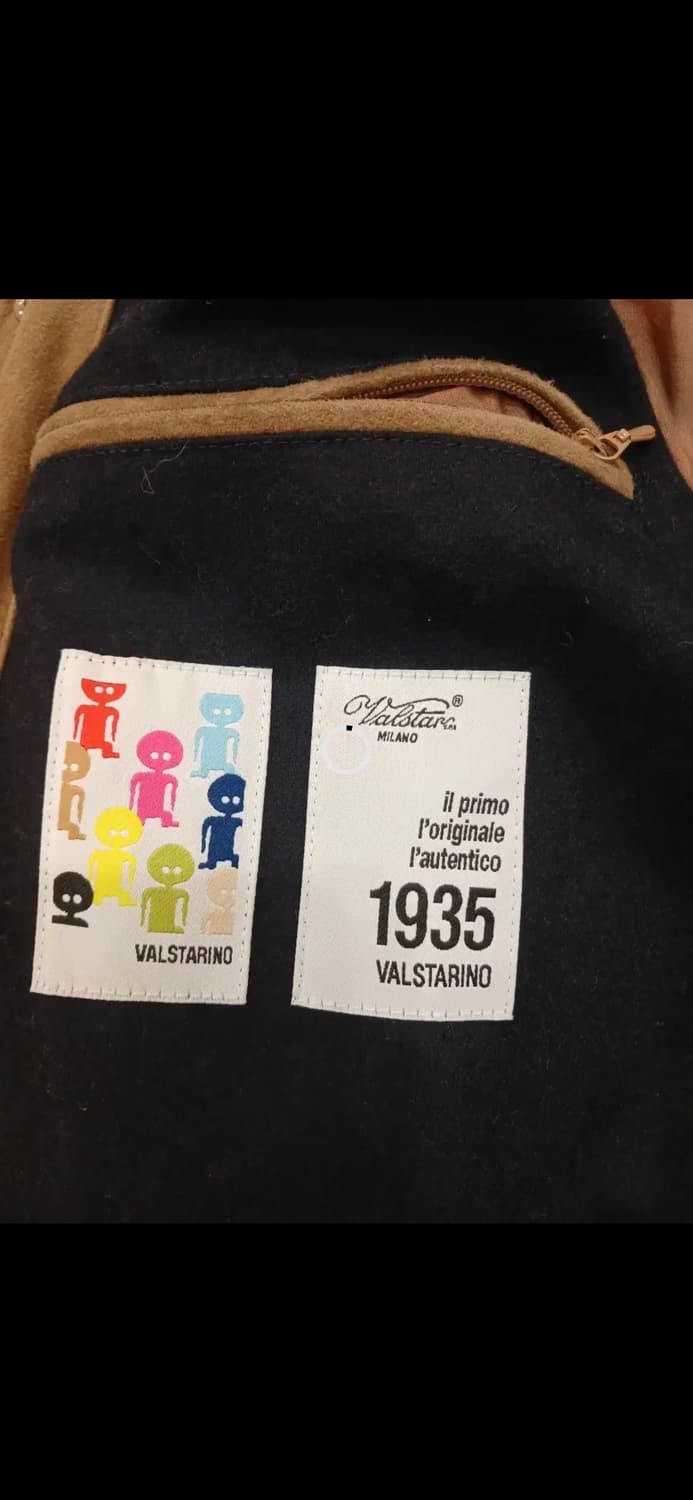 VALSTARINO
Valstar
®
MILANO
il primo
l'originale
l'autentico
1935
VALSTARINO